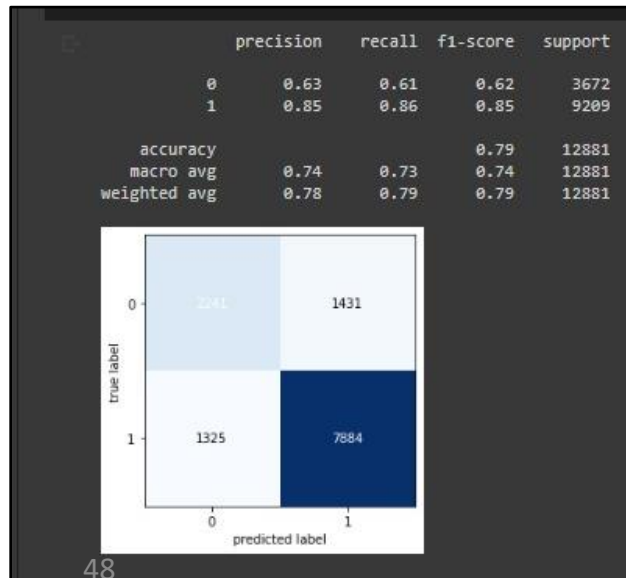 precision recall f1-score support
0 0.63 0.61 0.62 3672
1 0.85 0.86 0.85 9209
accuracy 0.79 12881
macro avg 0.74 0.73 0.74 12881
weighted avg 0.78 0.79 0.79 12881
0 2241 1431
true label
1 1325 7884
0 1
predicted label
48